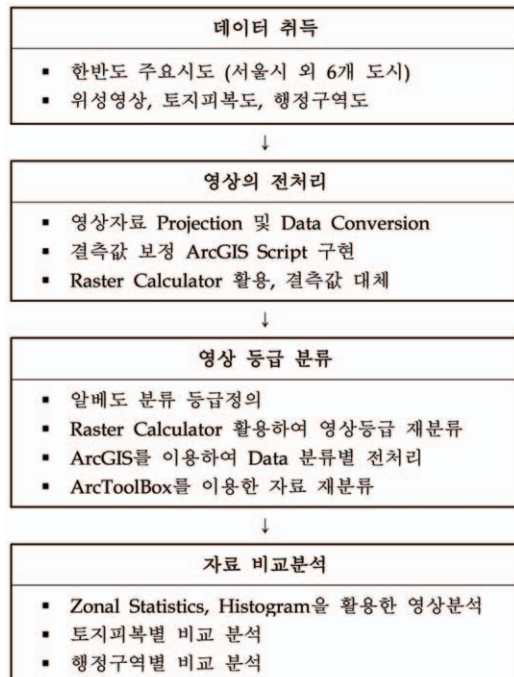 데이터 취득
▪ 한반도 주요시도 (서울시 외 6개 도시)
▪ 위성영상, 토지피복도, 행정구역도
↓
영상의 전처리
▪ 영상자료 Projection 및 Data Conversion
▪ 결측값 보정 ArcGIS Script 구현
▪ Raster Calculator 활용, 결측값 대체
↓
영상 등급 분류
▪ 알베도 분류 등급정의
▪ Raster Calculator 활용하여 영상등급 재분류
▪ ArcGIS를 이용하여 Data 분류별 전처리
▪ ArcToolBox를 이용한 자료 재분류
↓
자료 비교분석
▪ Zonal Statistics, Histogram을 활용한 영상분석
▪ 토지피복별 비교 분석
▪ 행정구역별 비교 분석